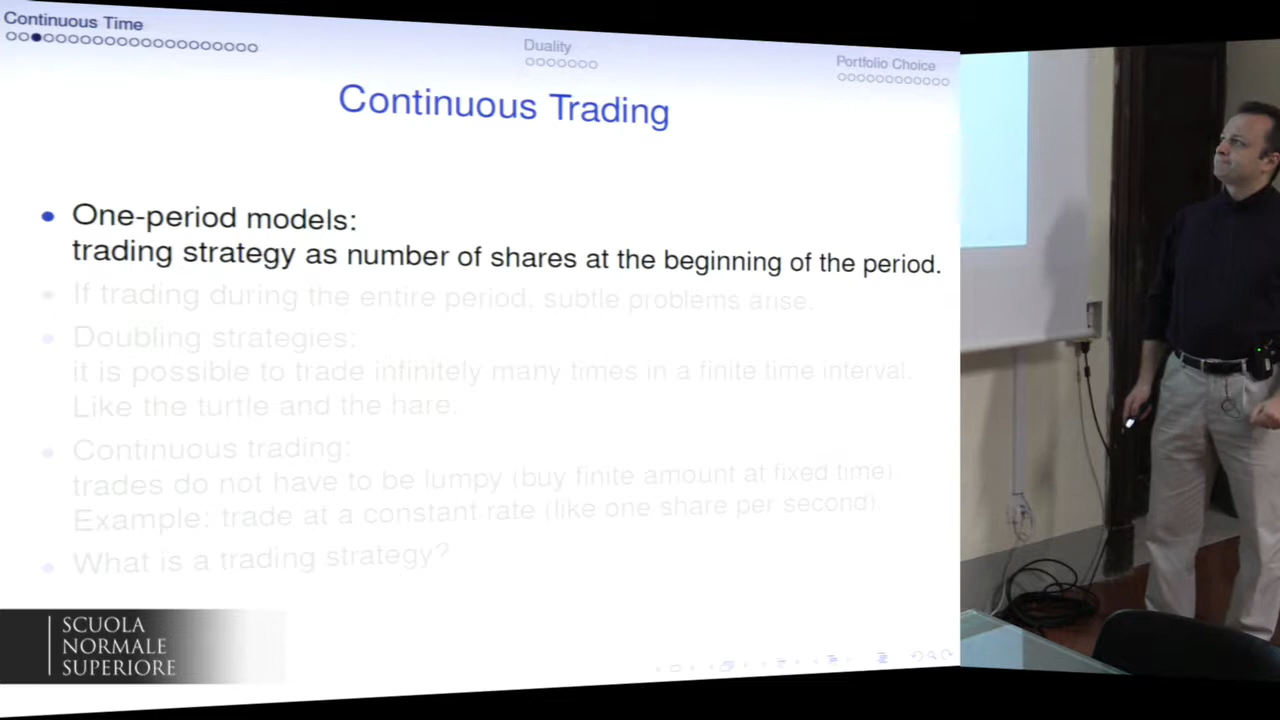 Continuous Time
Duality
Portfolio Choice
Continuous Trading
One-period models:
trading strategy as number of shares at the beginning of the period.
If trading during the entire period, subtle problems arise.
Doubling strategies:
it is possible to trade infinitely many times in a finite time interval.
Like the turtle and the hare.
Continuous trading:
trades do not have to be lumpy (buy finite amount at fixed time).
Example: trade at a constant rate (like one share per second)
What is a trading strategy?
SCUOLA
NORMALE
SUPERIORE